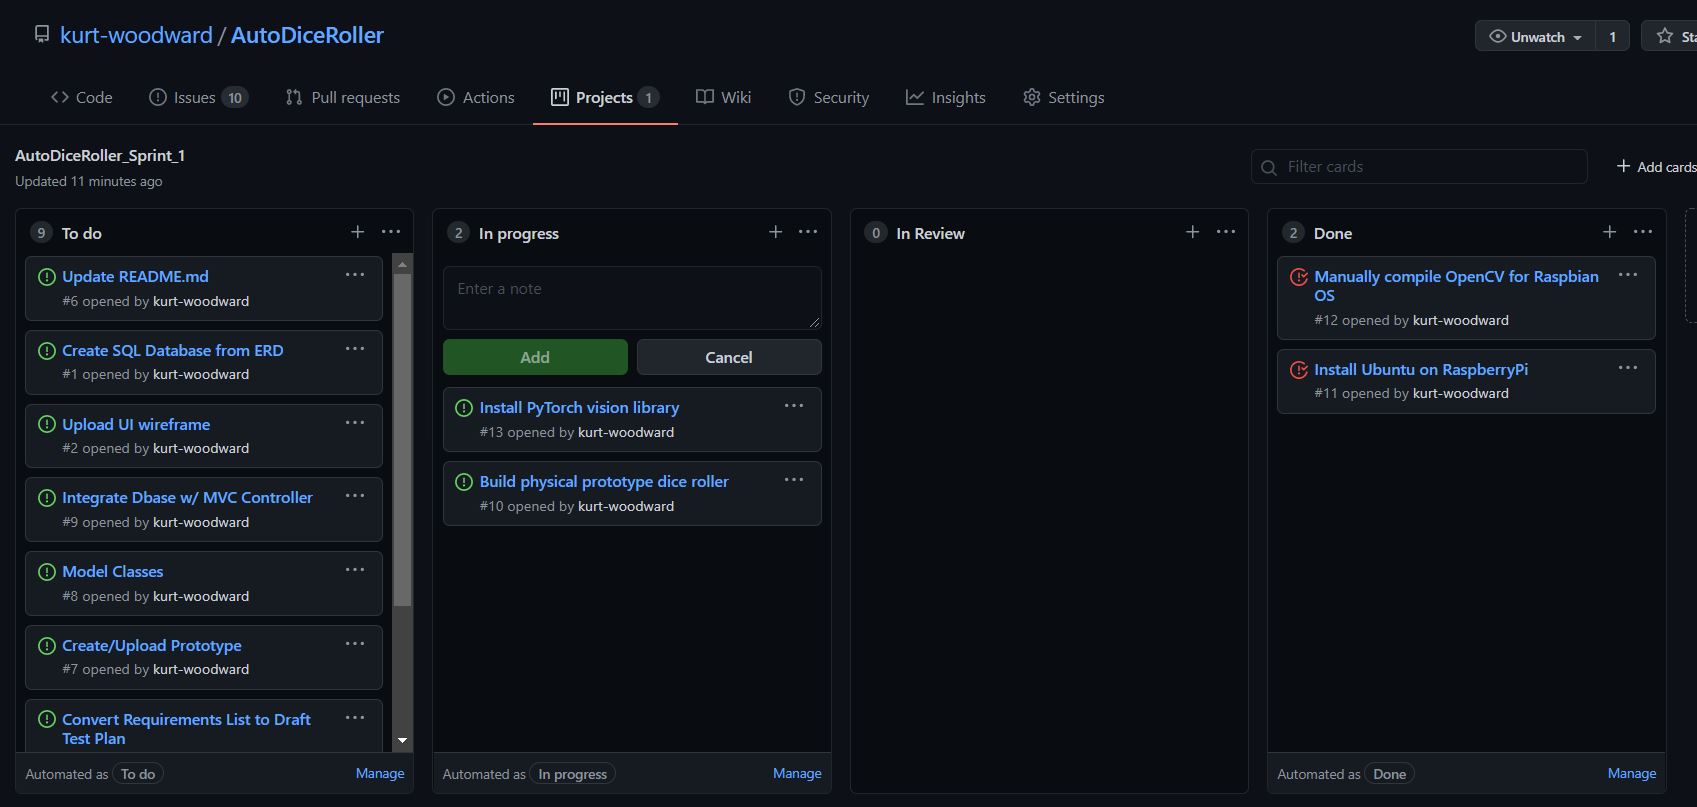 kurt-woodward / AutoDiceRoller
Unwatch 1
Code Issues 10 Pull requests Actions Projects 1 Wiki Security Insights Settings
AutoDiceRoller_Sprint_1
Updated 11 minutes ago
Filter cards
+ Add cards
9 To do
Update README.md
#6 opened by kurt-woodward
Create SQL Database from ERD
#1 opened by kurt-woodward
Upload UI wireframe
#2 opened by kurt-woodward
Integrate Dbase w/ MVC Controller
#9 opened by kurt-woodward
Model Classes
#8 opened by kurt-woodward
Create/Upload Prototype
#7 opened by kurt-woodward
Convert Requirements List to Draft
Test Plan
Automated as To do Manage
2 In progress
Enter a note
Add Cancel
Install PyTorch vision library
#13 opened by kurt-woodward
Build physical prototype dice roller
#10 opened by kurt-woodward
Automated as In progress Manage
0 In Review
2 Done
Manually compile OpenCV for Raspbian
OS
#12 opened by kurt-woodward
Install Ubuntu on RaspberryPi
#11 opened by kurt-woodward
Automated as Done Manage